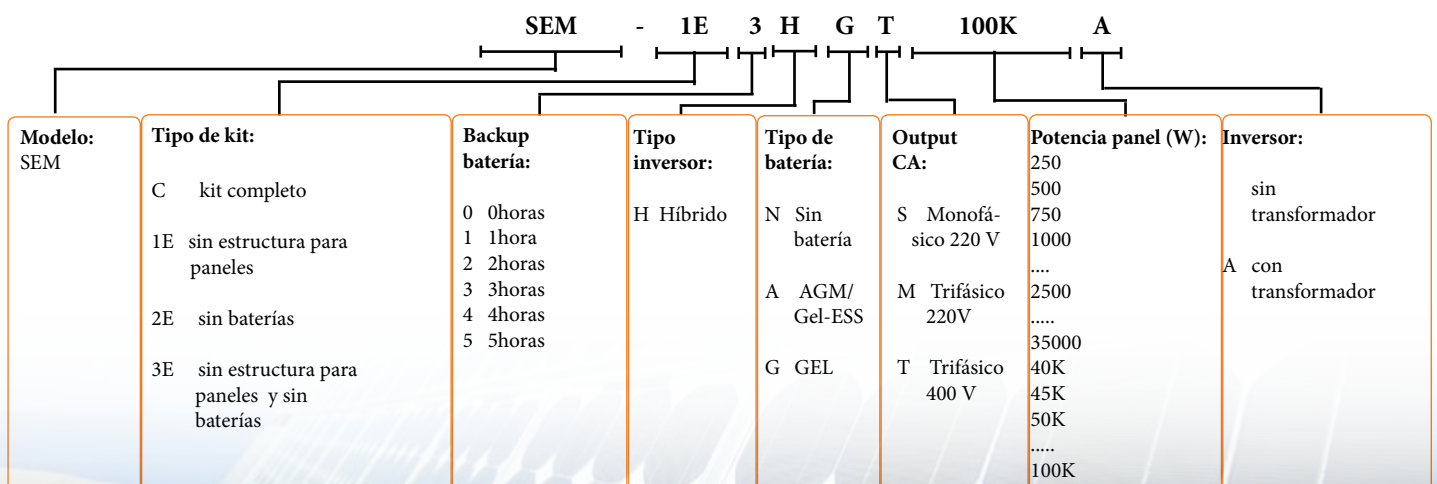 SEM - 1E 3 H G T 100K A
Modelo:
SEM
Tipo de kit:
C kit completo
1E sin estructura para
paneles
2E sin baterías
3E sin estructura para
paneles y sin
baterías
Backup
batería:
0 0horas
1 1hora
2 2horas
3 3horas
4 4horas
5 5horas
Tipo
inversor:
H Híbrido
Tipo de
batería:
N Sin
batería
A AGM/
Gel-ESS
G GEL
Output
CA:
S Monofá-
sico 220 V
M Trifásico
220V
T Trifásico
400 V
Potencia panel (W):
250
500
750
1000
....
2500
.....
35000
40K
45K
50K
.....
100K
Inversor:
sin
transformador
A con
transformador